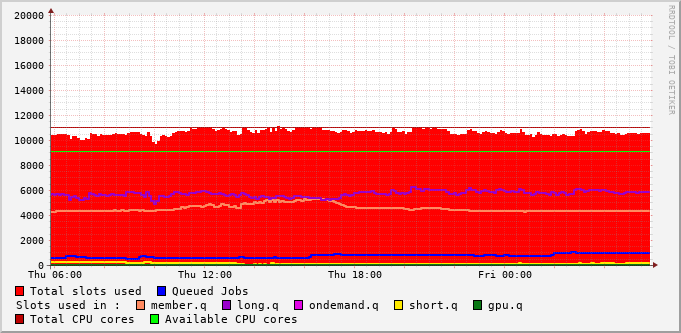 RRDTOOL / TOBI OETIKER
20000
18000
16000
14000
12000
10000
8000
6000
4000
2000
0
Thu 06:00 Thu 12:00 Thu 18:00 Fri 00:00
Total slots used Queued Jobs
Slots used in : member.q long.q ondemand.q short.q gpu.q
Total CPU cores Available CPU cores